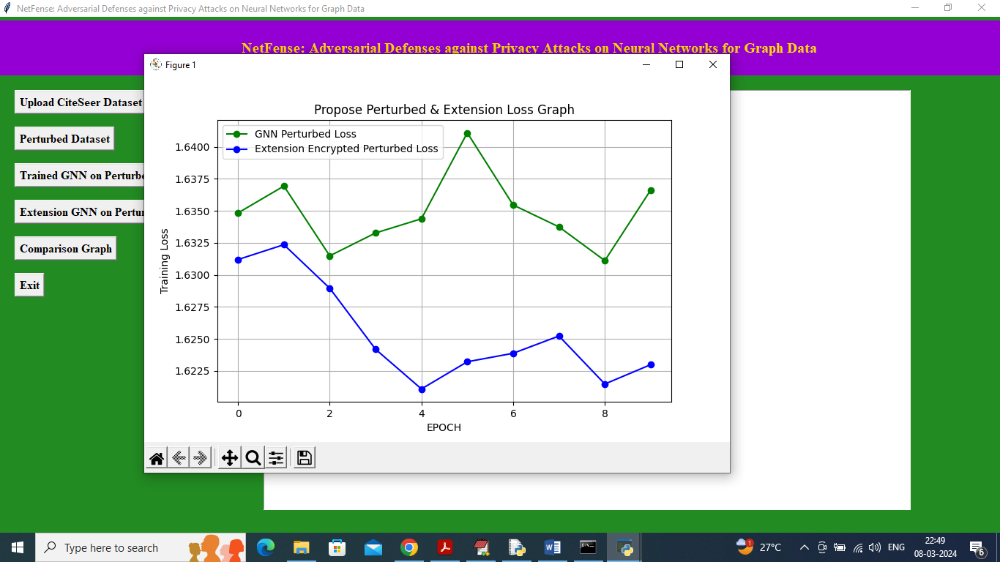 NetFense: Adversarial Defenses against Privacy Attacks on Neural Networks for Graph Data
NetFense: Adversarial Defenses against Privacy Attacks on Neural Networks for Graph Data
Figure 1
Upload CiteSeer Dataset
Perturbed Dataset
Trained GNN on Perturbe
Extension GNN on Pertur
Comparison Graph
Exit
Propose Perturbed & Extension Loss Graph
GNN Perturbed Loss
Extension Encrypted Perturbed Loss
1.6400
1.6375
1.6350
1.6325
1.6300
1.6275
1.6250
1.6225
Training Loss
0 2 4 6 8
EPOCH
Type here to search
1
27°C
ENG
22:49
08-03-2024
6